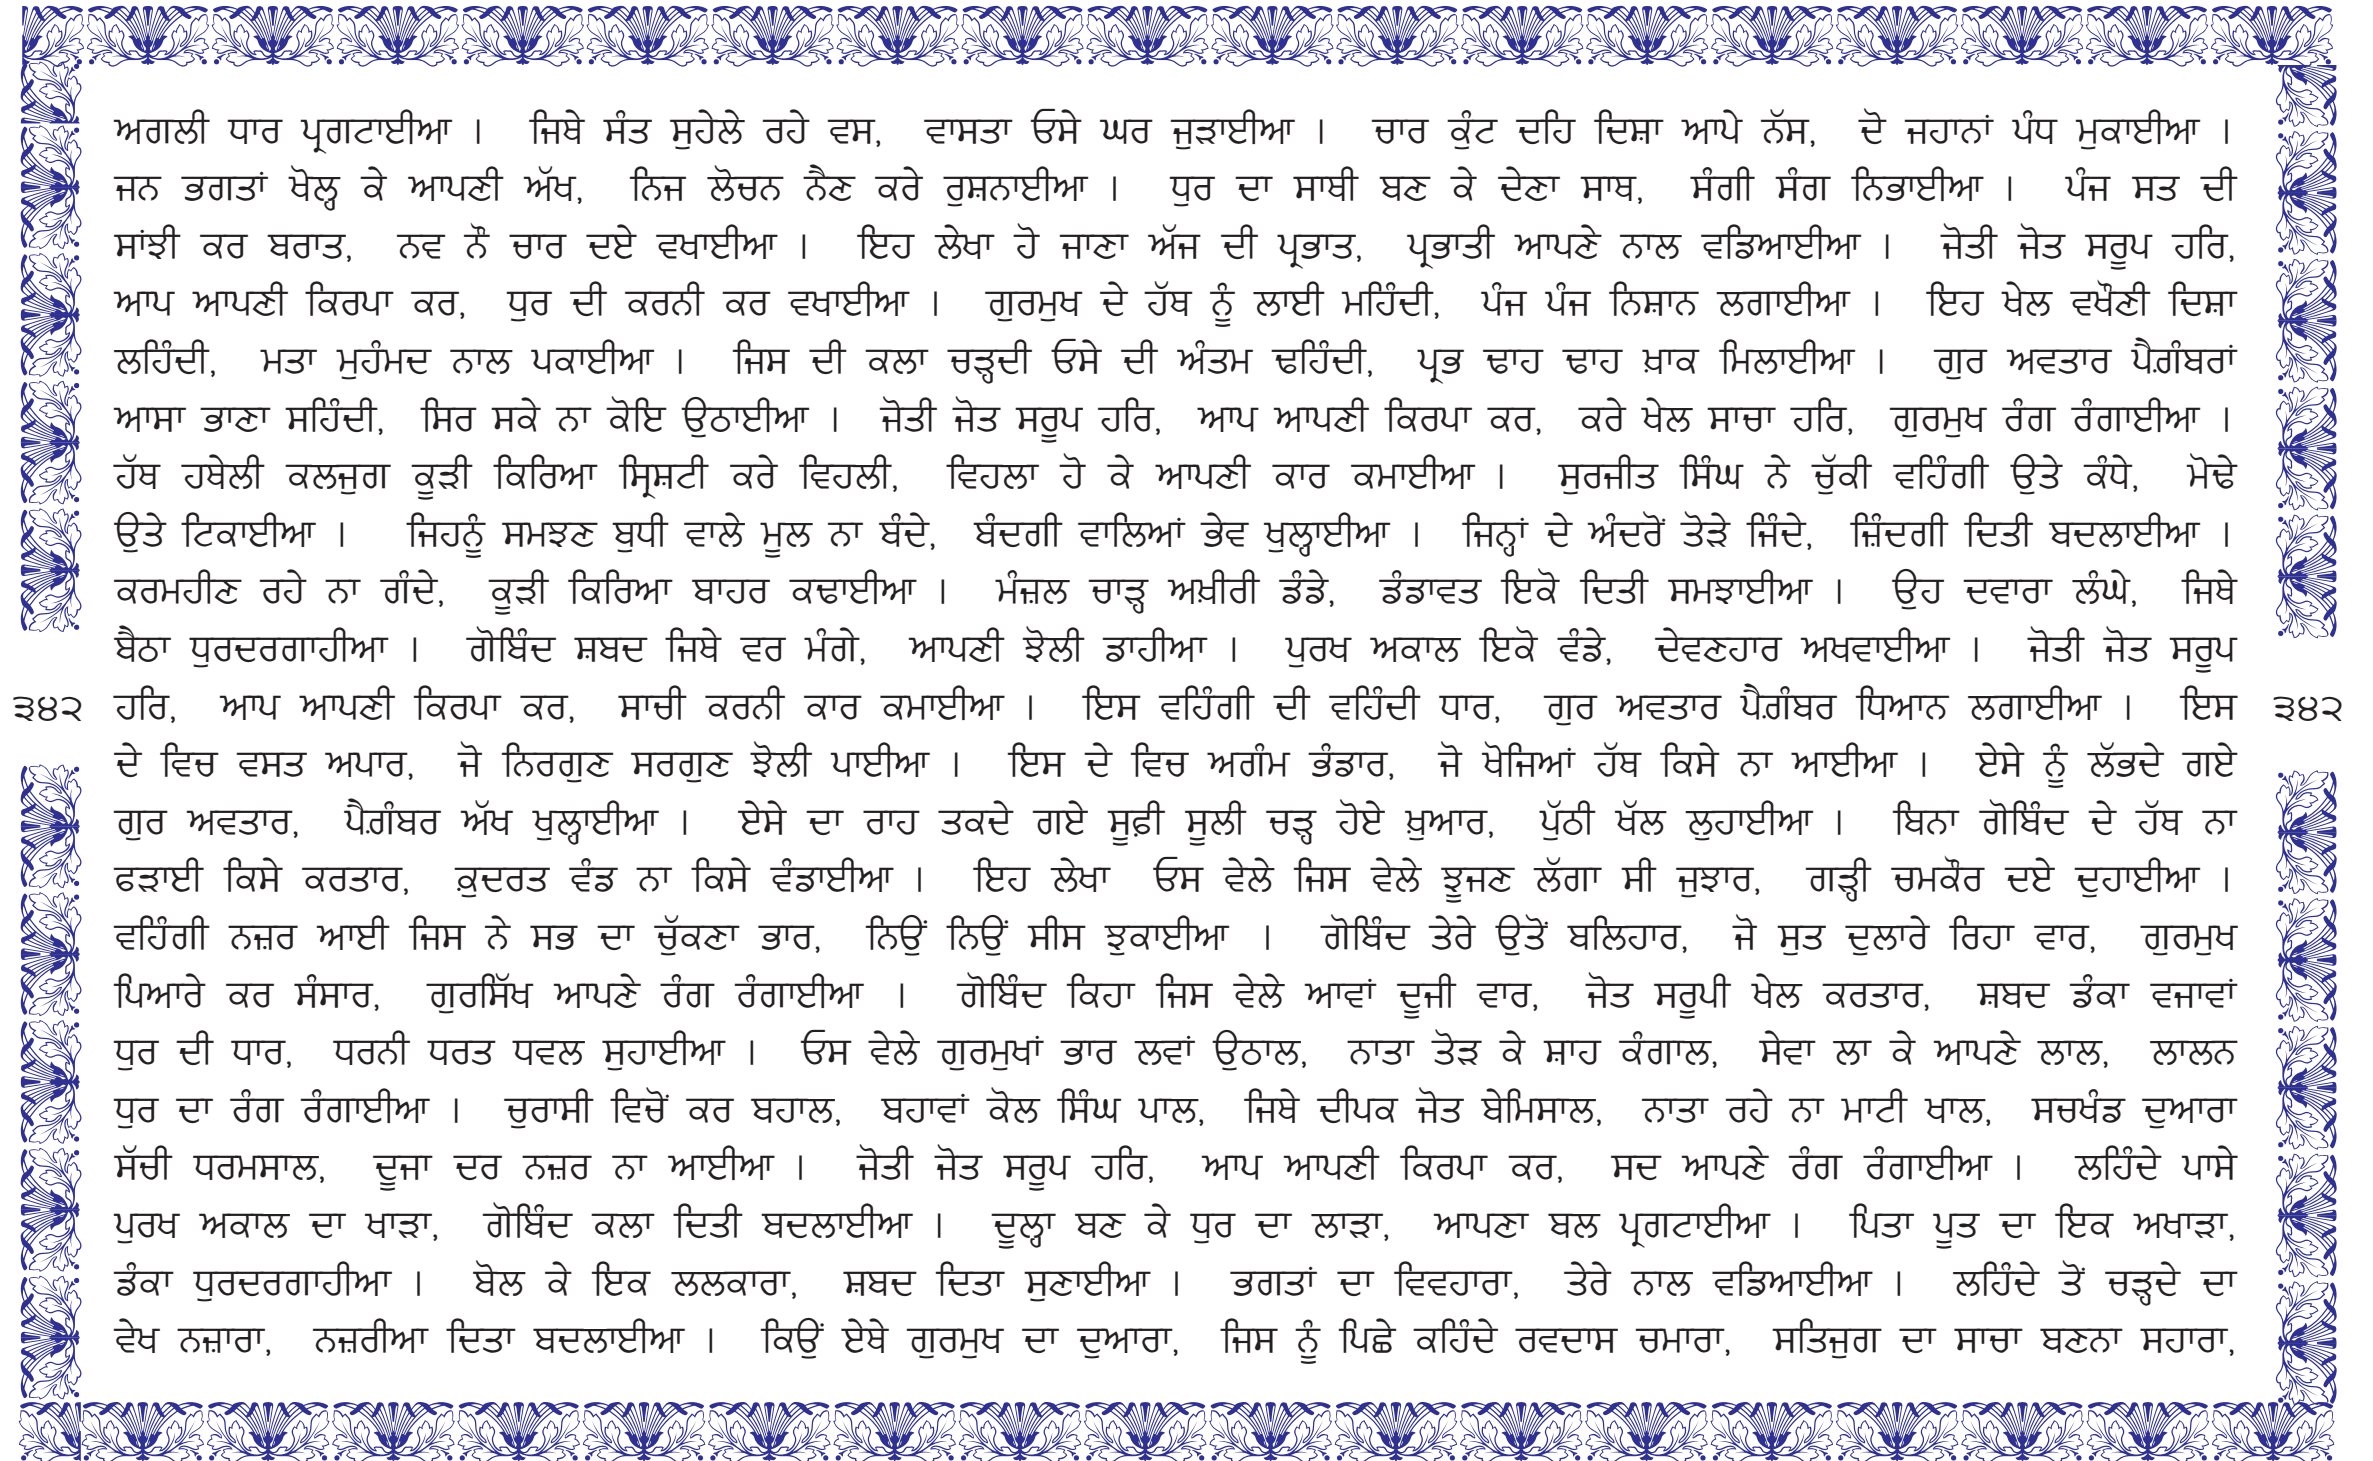 ਅਗਲੀ ਧਾਰ ਪ੍ਰਗਟਾਈਆ । ਜਿਥੇ ਸੰਤ ਸੁਹੇਲੇ ਰਹੇ ਵਸ, ਵਾਸਤਾ ਓਸੇ ਘਰ ਜੁੜਾਈਆ । ਚਾਰ ਕੁੰਟ ਦਹਿ ਦਿਸ਼ਾ ਆਪੇ ਨੱਸ, ਦੋ ਜਹਾਨਾਂ ਪੰਧ ਮੁਕਾਈਆ ।
ਜਨ ਭਗਤਾਂ ਖੋਲ੍ਹ ਕੇ ਆਪਣੀ ਅੱਖ, ਨਿਜ ਲੋਚਨ ਨੈਣ ਕਰੇ ਰੁਸ਼ਨਾਈਆ । ਧੁਰ ਦਾ ਸਾਥੀ ਬਣ ਕੇ ਦੇਣਾ ਸਾਥ, ਸੰਗੀ ਸੰਗ ਨਿਭਾਈਆ । ਪੰਜ ਸਤ ਦੀ
ਸਾਂਝੀ ਕਰ ਬਰਾਤ, ਨਵ ਨੌਂ ਚਾਰ ਦਏ ਵਖਾਈਆ । ਇਹ ਲੇਖਾ ਹੋ ਜਾਣਾ ਅੱਜ ਦੀ ਪ੍ਰਭਾਤ, ਪ੍ਰਭਾਤੀ ਆਪਣੇ ਨਾਲ ਵਡਿਆਈਆ । ਜੋਤੀ ਜੋਤ ਸਰੂਪ ਹਰਿ,
ਆਪ ਆਪਣੀ ਕਿਰਪਾ ਕਰ, ਧੁਰ ਦੀ ਕਰਨੀ ਕਰ ਵਖਾਈਆ । ਗੁਰਮੁਖ ਦੇ ਹੱਥ ਨੂੰ ਲਾਈ ਮਹਿੰਦੀ, ਪੰਜ ਪੰਜ ਨਿਸ਼ਾਨ ਲਗਾਈਆ । ਇਹ ਖੇਲ ਵਖੌਣੀ ਦਿਸ਼ਾ
ਲਹਿੰਦੀ, ਮਤਾ ਮੁਹੰਮਦ ਨਾਲ ਪਕਾਈਆ । ਜਿਸ ਦੀ ਕਲਾ ਚੜ੍ਹਦੀ ਓਸੇ ਦੀ ਅੰਤਮ ਢਹਿੰਦੀ, ਪ੍ਰਭ ਢਾਹ ਢਾਹ ਖ਼ਾਕ ਮਿਲਾਈਆ । ਗੁਰ ਅਵਤਾਰ ਪੈਗ਼ੰਬਰਾਂ
ਆਸਾ ਭਾਣਾ ਸਹਿੰਦੀ, ਸਿਰ ਸਕੇ ਨਾ ਕੋਇ ਉਠਾਈਆ । ਜੋਤੀ ਜੋਤ ਸਰੂਪ ਹਰਿ, ਆਪ ਆਪਣੀ ਕਿਰਪਾ ਕਰ, ਕਰੇ ਖੇਲ ਸਾਚਾ ਹਰਿ, ਗੁਰਮੁਖ ਰੰਗ ਰੰਗਾਈਆ ।
ਹੱਥ ਹਥੇਲੀ ਕਲਜੁਗ ਕੂੜੀ ਕਿਰਿਆ ਸ੍ਰਿਸ਼ਟੀ ਕਰੇ ਵਿਹਲੀ, ਵਿਹਲਾ ਹੋ ਕੇ ਆਪਣੀ ਕਾਰ ਕਮਾਈਆ । ਸੁਰਜੀਤ ਸਿੰਘ ਨੇ ਚੁੱਕੀ ਵਹਿੰਗੀ ਉਤੇ ਕੰਧੇ, ਮੋਢੇ
ਉਤੇ ਟਿਕਾਈਆ । ਜਿਹਨੂੰ ਸਮਝਣ ਬੁਧੀ ਵਾਲੇ ਮੂਲ ਨਾ ਬੰਦੇ, ਬੰਦਗੀ ਵਾਲਿਆਂ ਭੇਵ ਖੁਲ੍ਹਾਈਆ । ਜਿਨ੍ਹਾਂ ਦੇ ਅੰਦਰੋਂ ਤੋੜੇ ਜਿੰਦੇ, ਜ਼ਿੰਦਗੀ ਦਿਤੀ ਬਦਲਾਈਆ ।
ਕਰਮਹੀਣ ਰਹੇ ਨਾ ਗੰਦੇ, ਕੂੜੀ ਕਿਰਿਆ ਬਾਹਰ ਕਢਾਈਆ । ਮੰਜ਼ਲ ਚਾੜ੍ਹ ਅਖ਼ੀਰੀ ਡੰਡੇ, ਡੰਡਾਵਤ ਇਕੋ ਦਿਤੀ ਸਮਝਾਈਆ । ਉਹ ਦਵਾਰਾ ਲੰਘੇ, ਜਿਥੇ
ਬੈਠਾ ਧੁਰਦਰਗਾਹੀਆ । ਗੋਬਿੰਦ ਸ਼ਬਦ ਜਿਥੇ ਵਰ ਮੰਗੇ, ਆਪਣੀ ਝੋਲੀ ਡਾਹੀਆ । ਪੁਰਖ ਅਕਾਲ ਇਕੋ ਵੰਡੇ, ਦੇਵਣਹਾਰ ਅਖਵਾਈਆ । ਜੋਤੀ ਜੋਤ ਸਰੂਪ
੩੪੨ ਹਰਿ, ਆਪ ਆਪਣੀ ਕਿਰਪਾ ਕਰ, ਸਾਚੀ ਕਰਨੀ ਕਾਰ ਕਮਾਈਆ । ਇਸ ਵਹਿੰਗੀ ਦੀ ਵਹਿੰਦੀ ਧਾਰ, ਗੁਰ ਅਵਤਾਰ ਪੈਗ਼ੰਬਰ ਧਿਆਨ ਲਗਾਈਆ । ਇਸ ੩੪੨
ਦੇ ਵਿਚ ਵਸਤ ਅਪਾਰ, ਜੋ ਨਿਰਗੁਣ ਸਰਗੁਣ ਝੋਲੀ ਪਾਈਆ । ਇਸ ਦੇ ਵਿਚ ਅਗੰਮ ਭੰਡਾਰ, ਜੋ ਖੋਜਿਆਂ ਹੱਥ ਕਿਸੇ ਨਾ ਆਈਆ । ਏਸੇ ਨੂੰ ਲੱਭਦੇ ਗਏ
ਗੁਰ ਅਵਤਾਰ, ਪੈਗ਼ੰਬਰ ਅੱਖ ਖੁਲ੍ਹਾਈਆ । ਏਸੇ ਦਾ ਰਾਹ ਤਕਦੇ ਗਏ ਸੂਫ਼ੀ ਸੂਲੀ ਚੜ੍ਹ ਹੋਏ ਖ਼ੁਆਰ, ਪੁੱਠੀ ਖੱਲ ਲੁਹਾਈਆ । ਬਿਨਾ ਗੋਬਿੰਦ ਦੇ ਹੱਥ ਨਾ
ਫੜਾਈ ਕਿਸੇ ਕਰਤਾਰ, ਕ਼ੁਦਰਤ ਵੰਡ ਨਾ ਕਿਸੇ ਵੰਡਾਈਆ । ਇਹ ਲੇਖਾ ਓਸ ਵੇਲੇ ਜਿਸ ਵੇਲੇ ਝੂਜਣ ਲੱਗਾ ਸੀ ਜੁਝਾਰ, ਗੜ੍ਹੀ ਚਮਕੌਰ ਦਏ ਦੁਹਾਈਆ ।
ਵਹਿੰਗੀ ਨਜ਼ਰ ਆਈ ਜਿਸ ਨੇ ਸਭ ਦਾ ਚੁੱਕਣਾ ਭਾਰ, ਨਿਉਂ ਨਿਉਂ ਸੀਸ ਝੁਕਾਈਆ । ਗੋਬਿੰਦ ਤੇਰੇ ਉਤੋਂ ਬਲਿਹਾਰ, ਜੋ ਸੁਤ ਦੁਲਾਰੇ ਰਿਹਾ ਵਾਰ, ਗੁਰਮੁਖ
ਪਿਆਰੇ ਕਰ ਸੰਸਾਰ, ਗੁਰਸਿੱਖ ਆਪਣੇ ਰੰਗ ਰੰਗਾਈਆ । ਗੋਬਿੰਦ ਕਿਹਾ ਜਿਸ ਵੇਲੇ ਆਵਾਂ ਦੂਜੀ ਵਾਰ, ਜੋਤ ਸਰੂਪੀ ਖੇਲ ਕਰਤਾਰ, ਸ਼ਬਦ ਡੰਕਾ ਵਜਾਵਾਂ
ਧੁਰ ਦੀ ਧਾਰ, ਧਰਨੀ ਧਰਤ ਧਵਲ ਸੁਹਾਈਆ । ਓਸ ਵੇਲੇ ਗੁਰਮੁਖਾਂ ਭਾਰ ਲਵਾਂ ਉਠਾਲ, ਨਾਤਾ ਤੋੜ ਕੇ ਸ਼ਾਹ ਕੰਗਾਲ, ਸੇਵਾ ਲਾ ਕੇ ਆਪਣੇ ਲਾਲ, ਲਾਲਨ
ਧੁਰ ਦਾ ਰੰਗ ਰੰਗਾਈਆ । ਚੁਰਾਸੀ ਵਿਚੋਂ ਕਰ ਬਹਾਲ, ਬਹਾਵਾਂ ਕੋਲ ਸਿੰਘ ਪਾਲ, ਜਿਥੇ ਦੀਪਕ ਜੋਤ ਬੇਮਿਸਾਲ, ਨਾਤਾ ਰਹੇ ਨਾ ਮਾਟੀ ਖਾਲ, ਸਚਖੰਡ ਦੁਆਰਾ
ਸੱਚੀ ਧਰਮਸਾਲ, ਦੂਜਾ ਦਰ ਨਜ਼ਰ ਨਾ ਆਈਆ । ਜੋਤੀ ਜੋਤ ਸਰੂਪ ਹਰਿ, ਆਪ ਆਪਣੀ ਕਿਰਪਾ ਕਰ, ਸਦ ਆਪਣੇ ਰੰਗ ਰੰਗਾਈਆ । ਲਹਿੰਦੇ ਪਾਸੇ
ਪੁਰਖ ਅਕਾਲ ਦਾ ਖਾੜਾ, ਗੋਬਿੰਦ ਕਲਾ ਦਿਤੀ ਬਦਲਾਈਆ । ਦੂਲ੍ਹਾ ਬਣ ਕੇ ਧੁਰ ਦਾ ਲਾੜਾ, ਆਪਣਾ ਬਲ ਪ੍ਰਗਟਾਈਆ । ਪਿਤਾ ਪੂਤ ਦਾ ਇਕ ਅਖਾੜਾ,
ਡੰਕਾ ਧੁਰਦਰਗਾਹੀਆ । ਬੋਲ ਕੇ ਇਕ ਲਲਕਾਰਾ, ਸ਼ਬਦ ਦਿਤਾ ਸੁਣਾਈਆ । ਭਗਤਾਂ ਦਾ ਵਿਵਹਾਰਾ, ਤੇਰੇ ਨਾਲ ਵਡਿਆਈਆ । ਲਹਿੰਦੇ ਤੋਂ ਚੜ੍ਹਦੇ ਦਾ
ਵੇਖ ਨਜ਼ਾਰਾ, ਨਜ਼ਰੀਆ ਦਿਤਾ ਬਦਲਾਈਆ । ਕਿਉਂ ਏਥੇ ਗੁਰਮੁਖ ਦਾ ਦੁਆਰਾ, ਜਿਸ ਨੂੰ ਪਿਛੇ ਕਹਿੰਦੇ ਰਵਦਾਸ ਚਮਾਰਾ, ਸਤਿਜੁਗ ਦਾ ਸਾਚਾ ਬਣਨਾ ਸਹਾਰਾ,